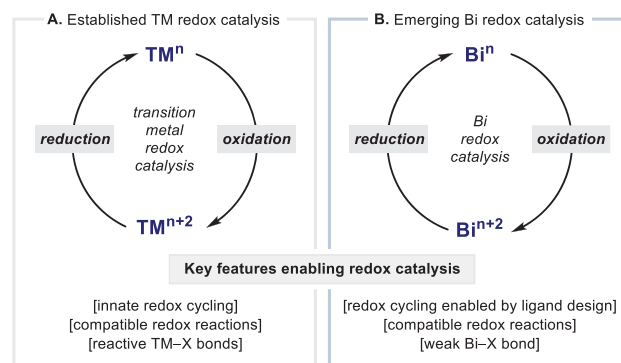 A. Established TM redox catalysis
TMⁿ
reduction
transition
metal
redox
catalysis
oxidation
TMⁿ⁺²
B. Emerging Bi redox catalysis
Biⁿ
reduction
Bi
redox
catalysis
oxidation
Biⁿ⁺²
Key features enabling redox catalysis
[innate redox cycling]
[compatible redox reactions]
[reactive TM–X bonds]
[redox cycling enabled by ligand design]
[compatible redox reactions]
[weak Bi–X bond]